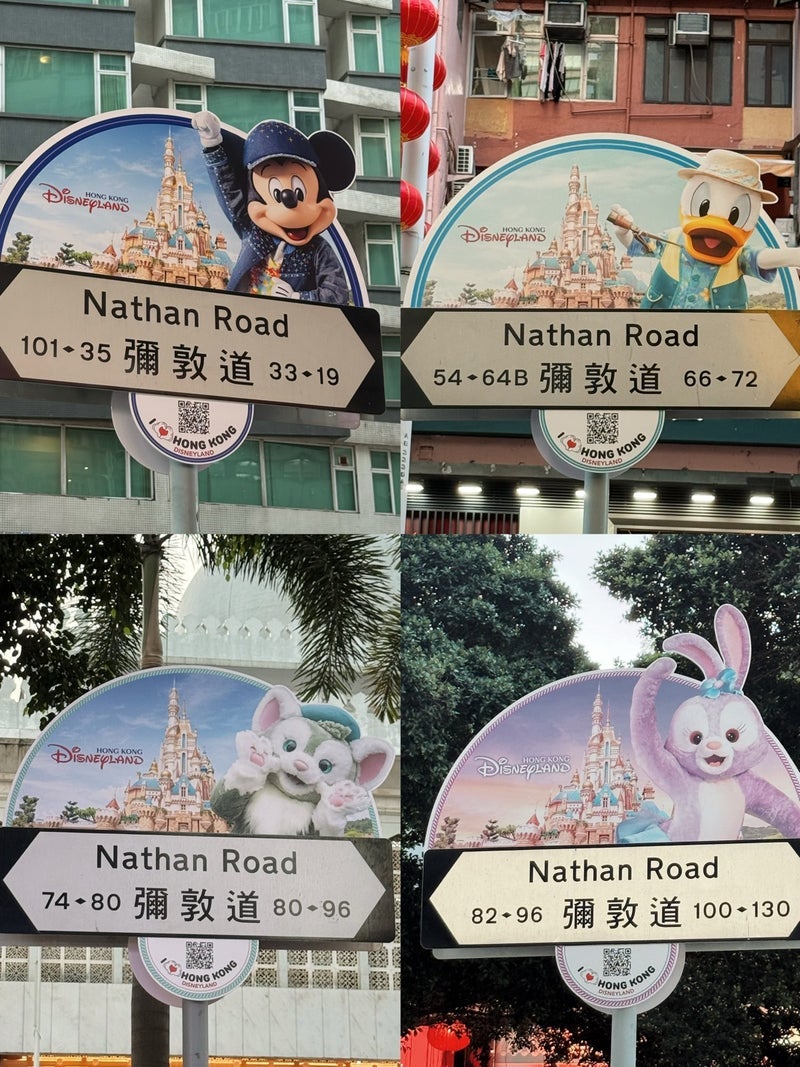 HONG KONG
Disneyland
Nathan Road
101 35 彌敦道 33 19
I HONG KONG
DISNEYLAND
HONG KONG
Disneyland
Nathan Road
54 64B 彌敦道 66 72
I HONG KONG
DISNEYLAND
HONG KONG
Disneyland
Nathan Road
74 80 彌敦道 80 96
I HONG KONG
DISNEYLAND
HONG KONG
Disneyland
Nathan Road
82 96 彌敦道 100 130
I HONG KONG
DISNEYLAND